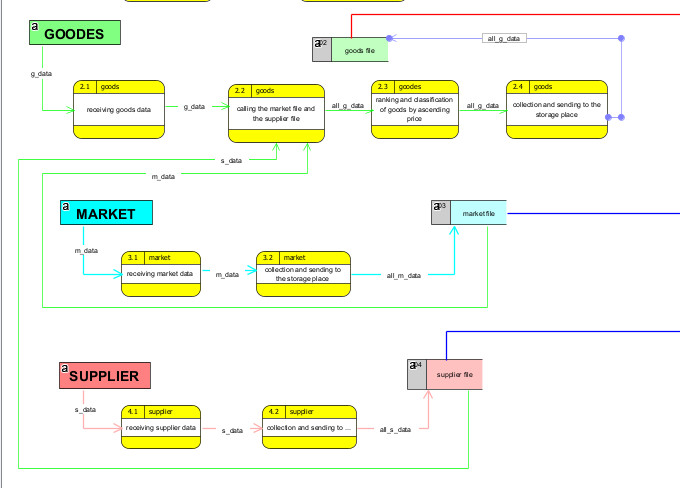 a
GOODES
a
02
goods file
all_g_data
g_data
2.1 goods
receiving goods data
g_data
2.2 goods
calling the market file and
the supplier file
all_g_data
2.3 goodes
ranking and classification
of goods by ascending
price
all_g_data
2.4 goods
collection and sending to the
storage place
s_data
m_data
a
MARKET
a
03
market file
m_data
3.1 market
receiving market data
m_data
3.2 market
collection and sending to
the storage place
all_m_data
a
SUPPLIER
a
04
supplier file
s_data
4.1 supplier
receiving supplier data
s_data
4.2 supplier
collection and sending to ...
all_s_data